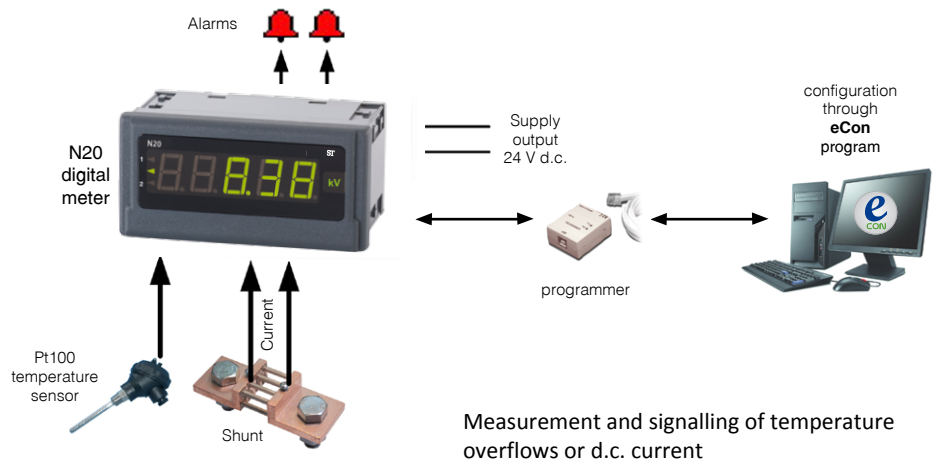 Alarms
N20
digital
meter
N20
ST
1
2
8.38
kV
Supply
output
24 V d.c.
configuration
through
eCon
program
e
CON
programmer
Current
Pt100
temperature
sensor
Shunt
Measurement and signalling of temperature
overflows or d.c. current